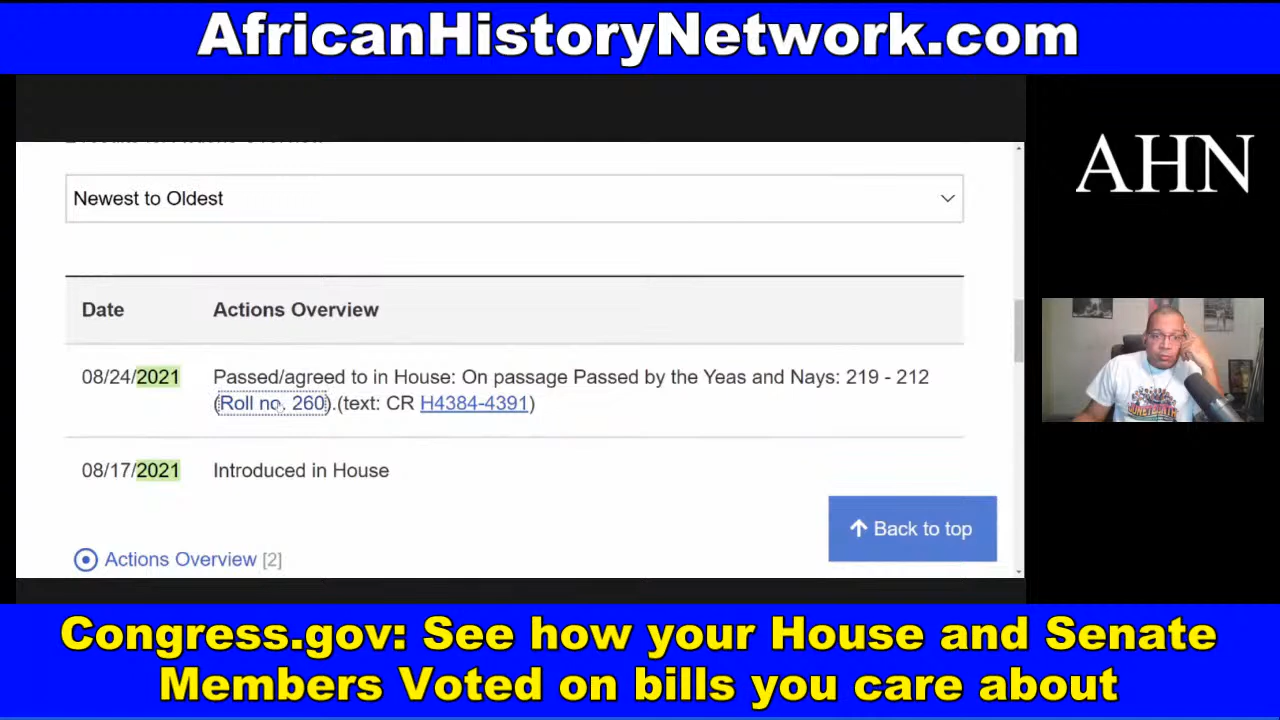 AfricanHistoryNetwork.com
AHN
Newest to Oldest
Date Actions Overview
08/24/2021 Passed/agreed to in House: On passage Passed by the Yeas and Nays: 219 - 212
(Roll no. 260).(text: CR H4384-4391)
08/17/2021 Introduced in House
Back to top
Actions Overview [2]
Congress.gov: See how your House and Senate
Members Voted on bills you care about